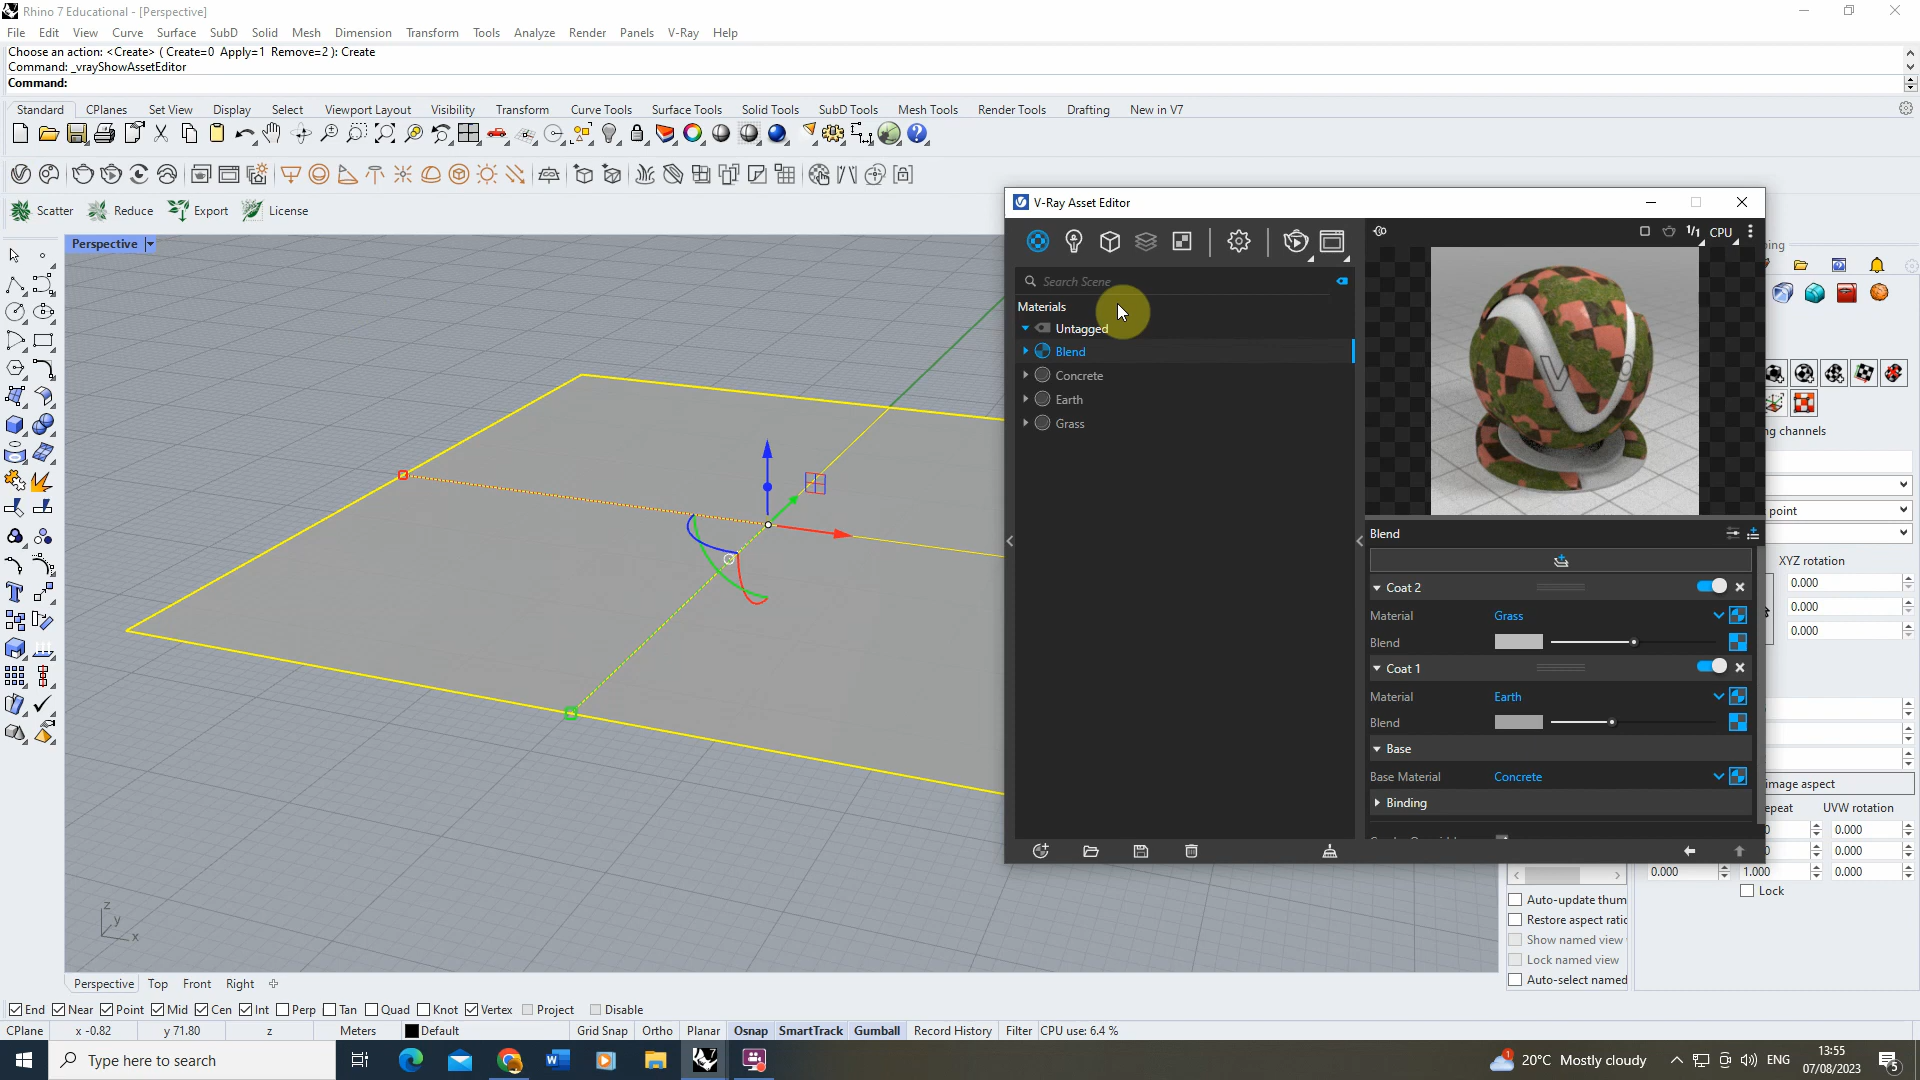 Rhino 7 Educational - [Perspective]
File Edit View Curve Surface SubD Solid Mesh Dimension Transform Tools Analyze Render Panels V-Ray Help
Choose an action: <Create> ( Create=0 Apply=1 Remove=2 ): Create
Command: _vrayShowAssetEditor
Command:
Standard CPlanes Set View Display Select Viewport Layout Visibility Transform Curve Tools Surface Tools Solid Tools SubD Tools Mesh Tools Render Tools Drafting New in V7
Scatter Reduce Export License
V-Ray Asset Editor
Perspective
1/1 CPU
Search Scene
Materials
Untagged
Blend
Concrete
Earth
Grass
ng channels
point
Blend
XYZ rotation
0.000
Coat 2
0.000
Material Grass
0.000
Blend
Coat 1
Material Earth
Blend
Base
Base Material Concrete
image aspect
Binding
epeat UVW rotation
0.000
0.000
0.000 1.000 0.000
Lock
Auto-update thum
Restore aspect ratio
Show named view
Lock named view
Auto-select named
z
y
x
Perspective Top Front Right
End Near Point Mid Cen Int Perp Tan Quad Knot Vertex Project Disable
CPlane x -0.82 y 71.80 z Meters Default Grid Snap Ortho Planar Osnap SmartTrack Gumball Record History Filter CPU use: 6.4 %
Type here to search
20°C Mostly cloudy
ENG
13:55
07/08/2023
5